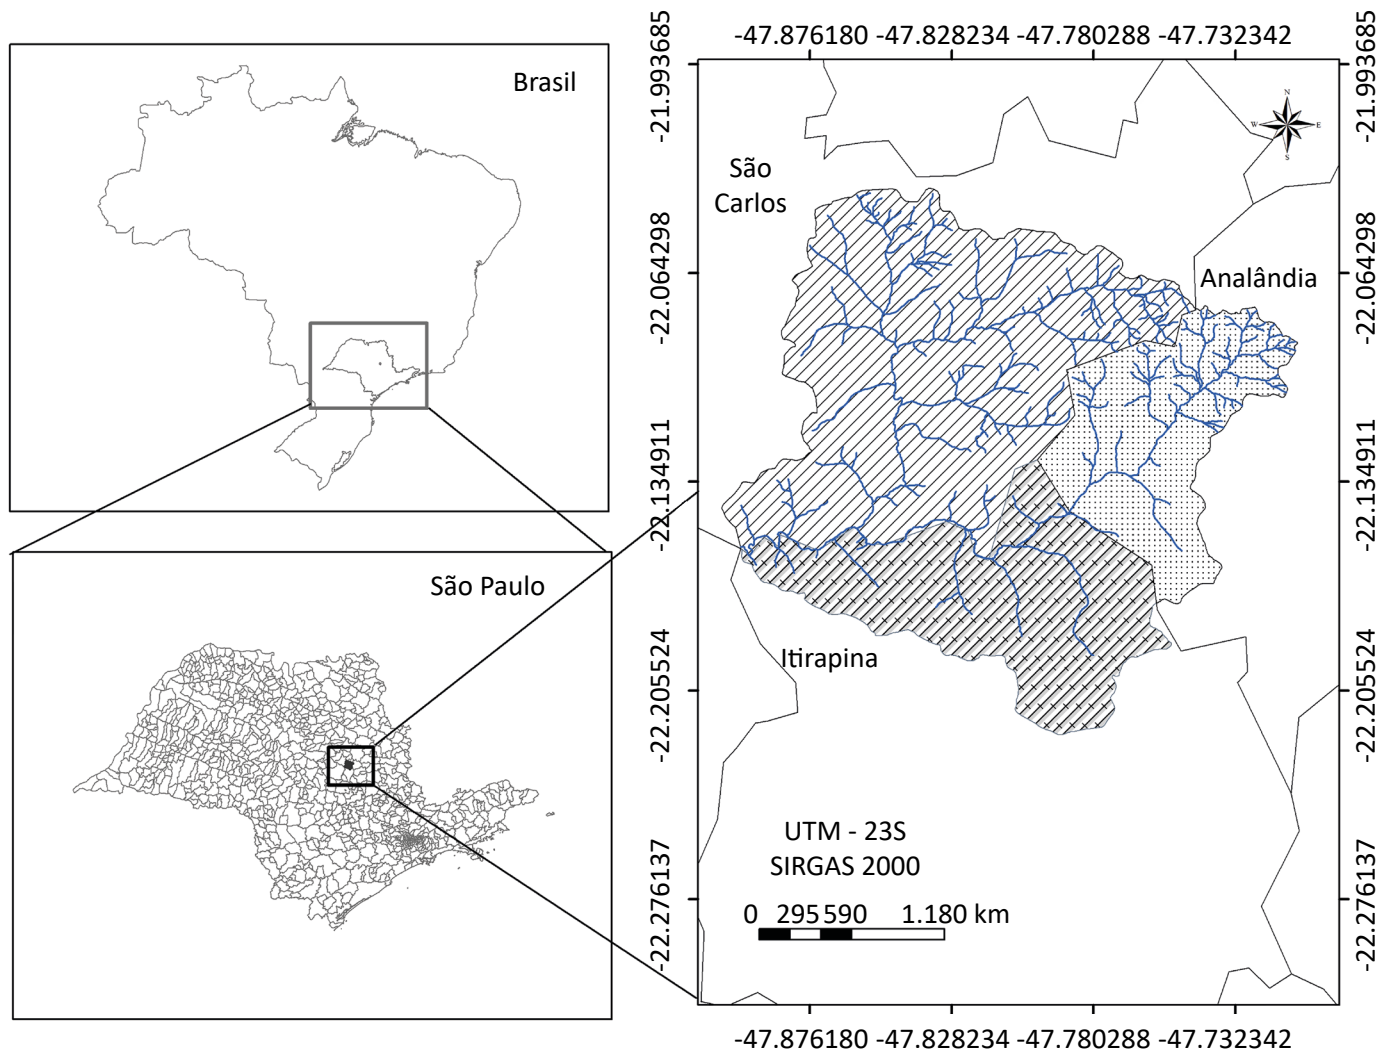 Brasil
São Paulo
-47.876180 -47.828234 -47.780288 -47.732342
-21.993685
-22.064298
-22.134911
-22.205524
-22.276137
N
W
E
S
São
Carlos
Analândia
Itirapina
UTM - 23S
SIRGAS 2000
0 295 590 1.180 km
-21.993685
-22.064298
-22.134911
-22.205524
-22.276137
-47.876180 -47.828234 -47.780288 -47.732342